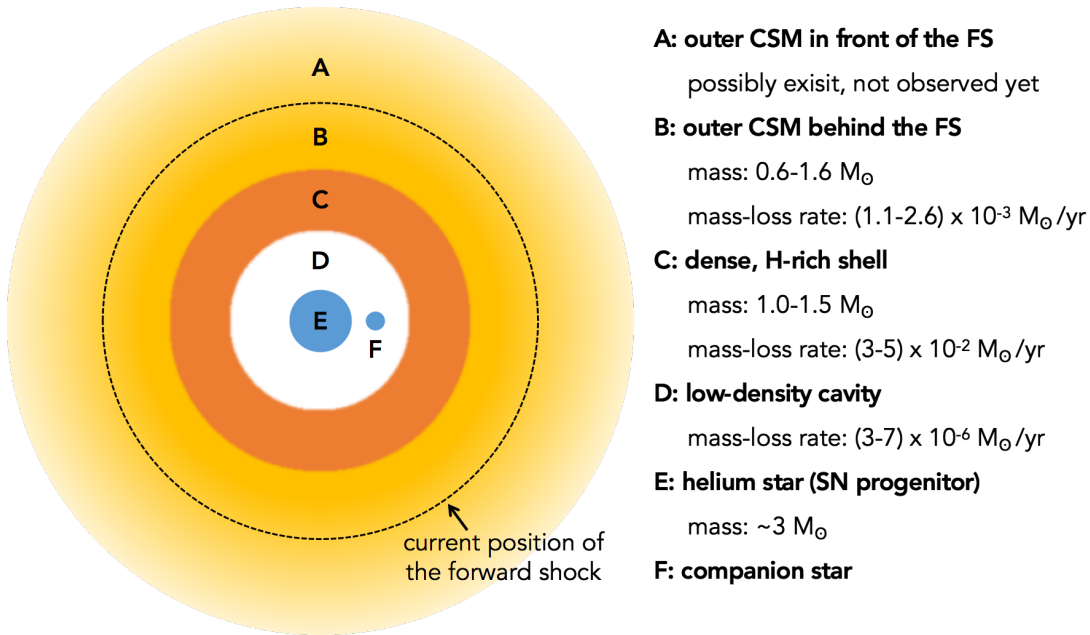 A
B
C
D
E
F
current position of
the forward shock
A: outer CSM in front of the FS
possibly exisit, not observed yet
B: outer CSM behind the FS
mass: 0.6-1.6 M⊙
mass-loss rate: (1.1-2.6) x 10⁻³ M⊙/yr
C: dense, H-rich shell
mass: 1.0-1.5 M⊙
mass-loss rate: (3-5) x 10⁻² M⊙/yr
D: low-density cavity
mass-loss rate: (3-7) x 10⁻⁶ M⊙/yr
E: helium star (SN progenitor)
mass: ~3 M⊙
F: companion star